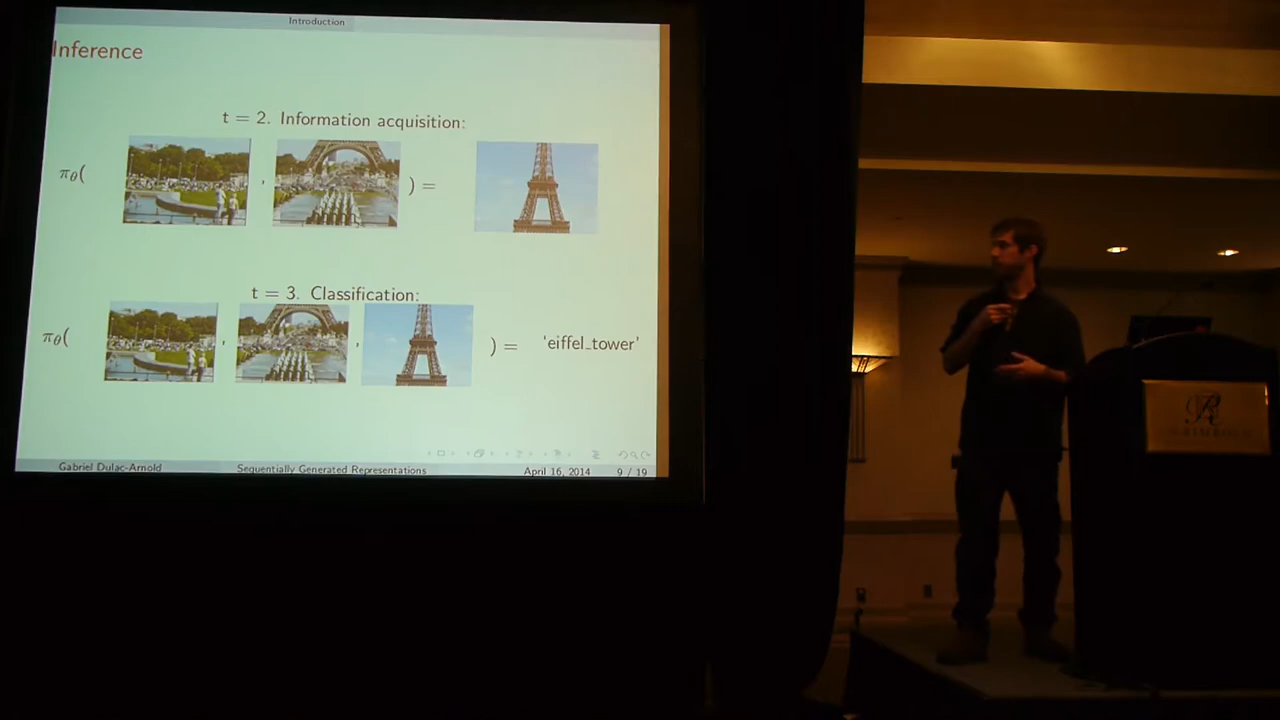 Introduction
Inference
t = 2. Information acquisition:
πθ( , ) =
t = 3. Classification:
πθ( , , ) = 'eiffel_tower'
Gabriel Dulac-Arnold Sequentially Generated Representations April 16, 2014 9 / 19
R